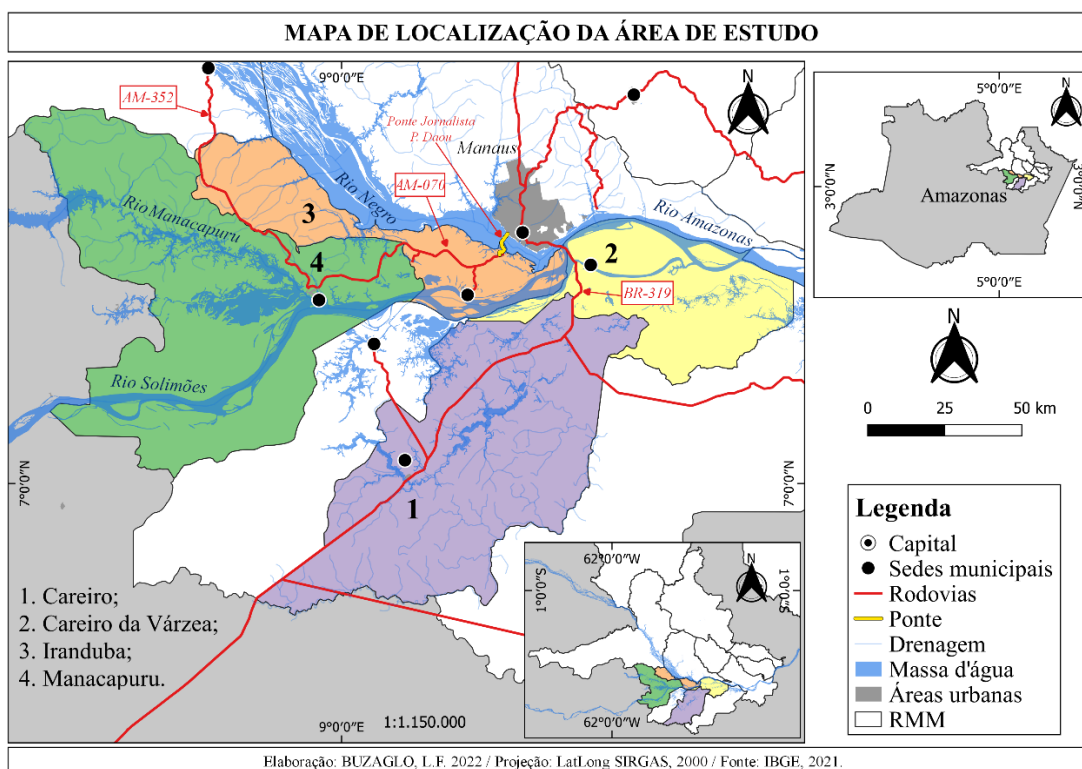 MAPA DE LOCALIZAÇÃO DA ÁREA DE ESTUDO
9°0'0"E
N
AM-352
Ponte Jornalista
P. Daou
Manaus
AM-070
Rio Negro
Rio Manacapuru
3
4
Rio Amazonas
2
BR-319
Rio Solimões
1
7°0'0"N
7°0'0"N
1. Careiro;
2. Careiro da Várzea;
3. Iranduba;
4. Manacapuru.
9°0'0"E
1:1.150.000
62°0'0"W
N
1°0'0"S
1°0'0"S
62°0'0"W
5°0'0"E
N
3°0'0"N
3°0'0"N
Amazonas
5°0'0"E
N
0 25 50 km
Legenda
Capital
Sedes municipais
Rodovias
Ponte
Drenagem
Massa d'água
Áreas urbanas
RMM
Elaboração: BUZAGLO, L.F. 2022 / Projeção: LatLong SIRGAS, 2000 / Fonte: IBGE, 2021.